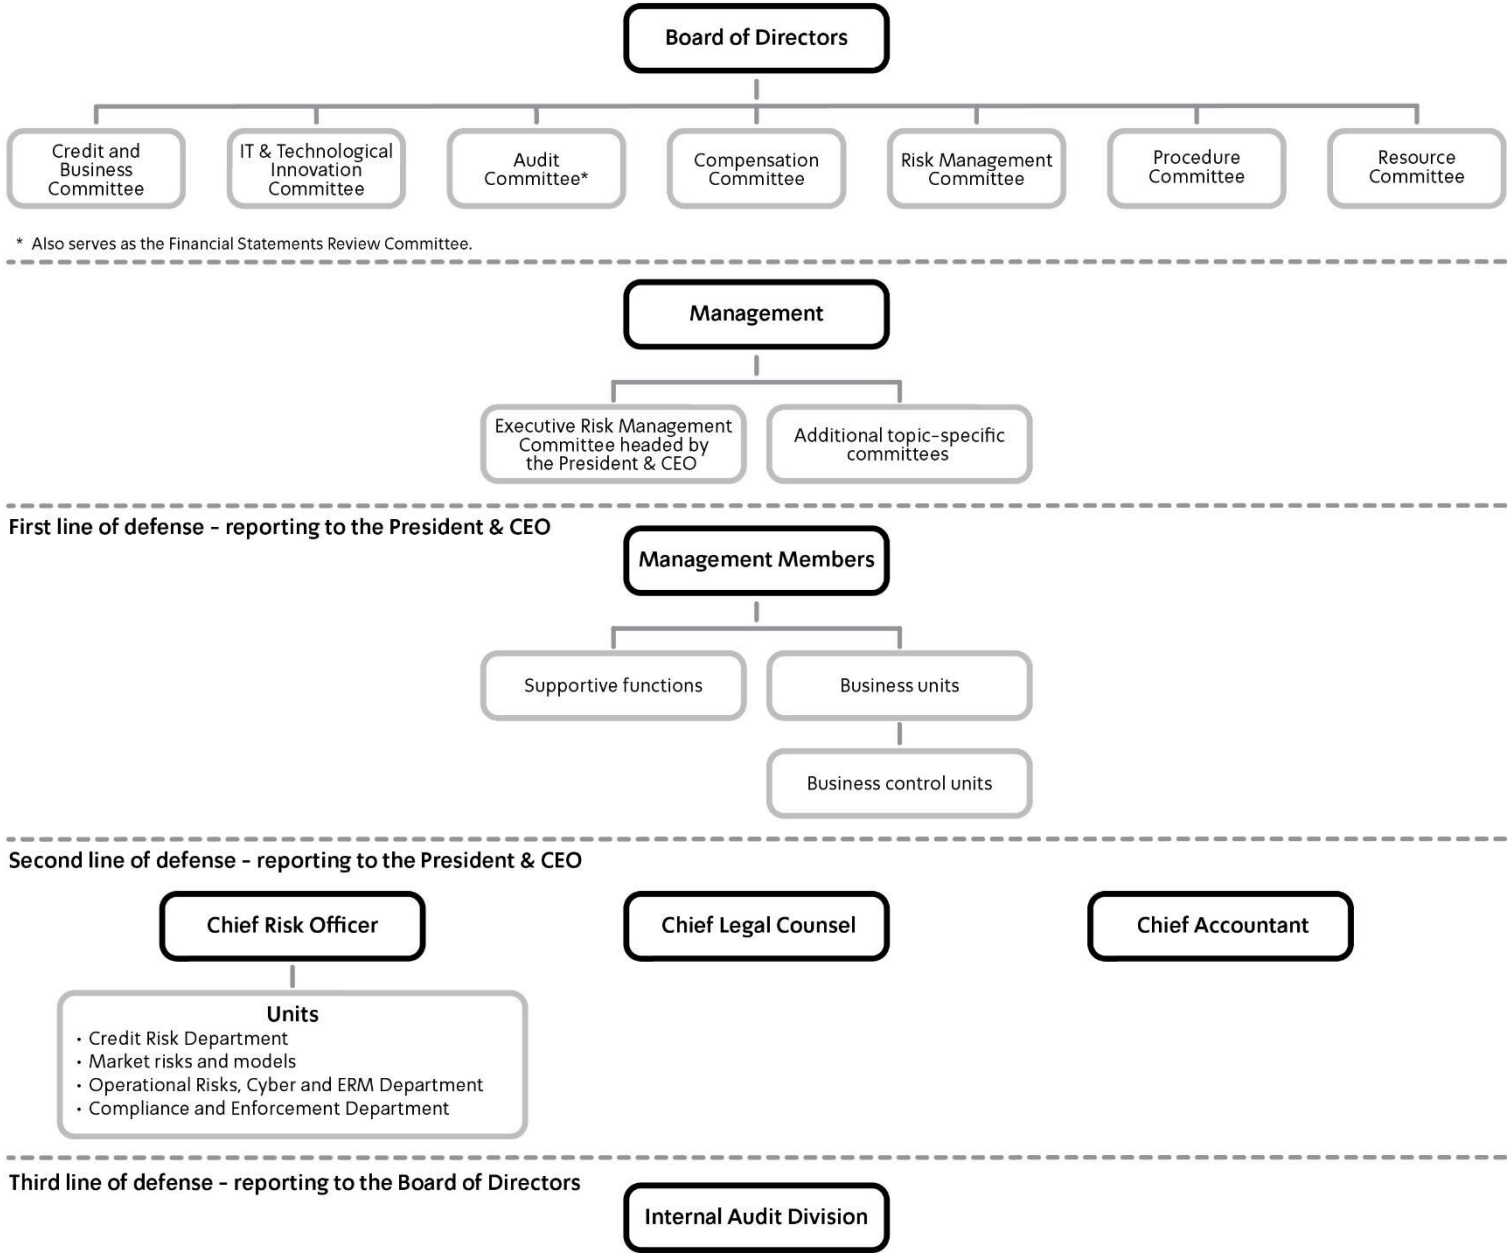 Board of Directors
Credit and
Business
Committee
IT & Technological
Innovation
Committee
Audit
Committee*
Compensation
Committee
Risk Management
Committee
Procedure
Committee
Resource
Committee
* Also serves as the Financial Statements Review Committee.
Management
Executive Risk Management
Committee headed by
the President & CEO
Additional topic-specific
committees
First line of defense - reporting to the President & CEO
Management Members
Supportive functions
Business units
Business control units
Second line of defense - reporting to the President & CEO
Chief Risk Officer
Chief Legal Counsel
Chief Accountant
Units
• Credit Risk Department
• Market risks and models
• Operational Risks, Cyber and ERM Department
• Compliance and Enforcement Department
Third line of defense - reporting to the Board of Directors
Internal Audit Division